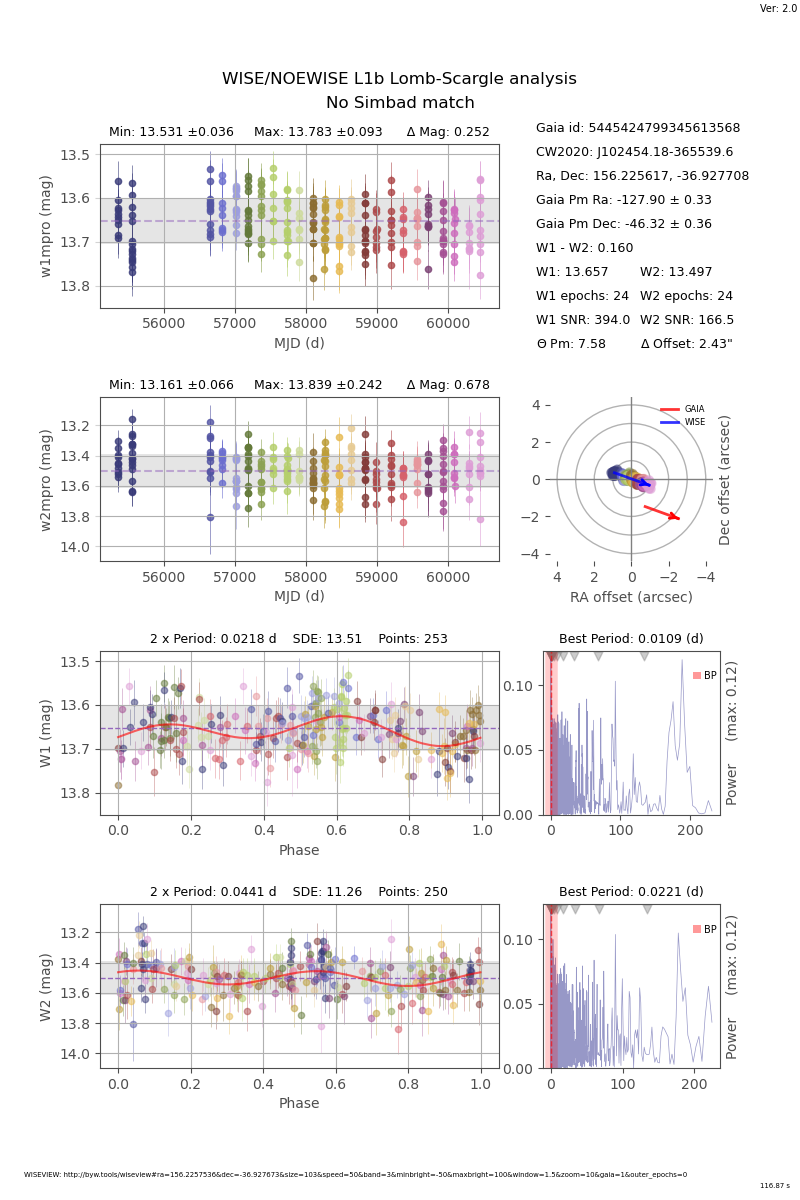 Ver: 2.0
WISE/NOEWISE L1b Lomb-Scargle analysis
No Simbad match
Min: 13.531 ±0.036 Max: 13.783 ±0.093 Δ Mag: 0.252
13.5
13.6
13.7
13.8
w1mpro (mag)
56000 57000 58000 59000 60000
MJD (d)
Gaia id: 5445424799345613568
CW2020: J102454.18-365539.6
Ra, Dec: 156.225617, -36.927708
Gaia Pm Ra: -127.90 ± 0.33
Gaia Pm Dec: -46.32 ± 0.36
W1 - W2: 0.160
W1: 13.657 W2: 13.497
W1 epochs: 24 W2 epochs: 24
W1 SNR: 394.0 W2 SNR: 166.5
Θ Pm: 7.58 Δ Offset: 2.43"
Min: 13.161 ±0.066 Max: 13.839 ±0.242 Δ Mag: 0.678
13.2
13.4
13.6
13.8
14.0
w2mpro (mag)
56000 57000 58000 59000 60000
MJD (d)
GAIA
WISE
4
2
0
−2
−4
4 2 0 −2 −4
RA offset (arcsec)
Dec offset (arcsec)
2 x Period: 0.0218 d SDE: 13.51 Points: 253
13.5
13.6
13.7
13.8
W1 (mag)
0.0 0.2 0.4 0.6 0.8 1.0
Phase
Best Period: 0.0109 (d)
BP
0.10
0.05
0.00
0 100 200
Power (max: 0.12)
2 x Period: 0.0441 d SDE: 11.26 Points: 250
13.2
13.4
13.6
13.8
14.0
W2 (mag)
0.0 0.2 0.4 0.6 0.8 1.0
Phase
Best Period: 0.0221 (d)
BP
0.10
0.05
0.00
0 100 200
Power (max: 0.12)
WISEVIEW: http://byw.tools/wiseview#ra=156.2257536&dec=-36.927673&size=103&speed=50&band=3&minbright=-50&maxbright=100&window=1.5&zoom=10&gaia=1&outer_epochs=0
116.87 s